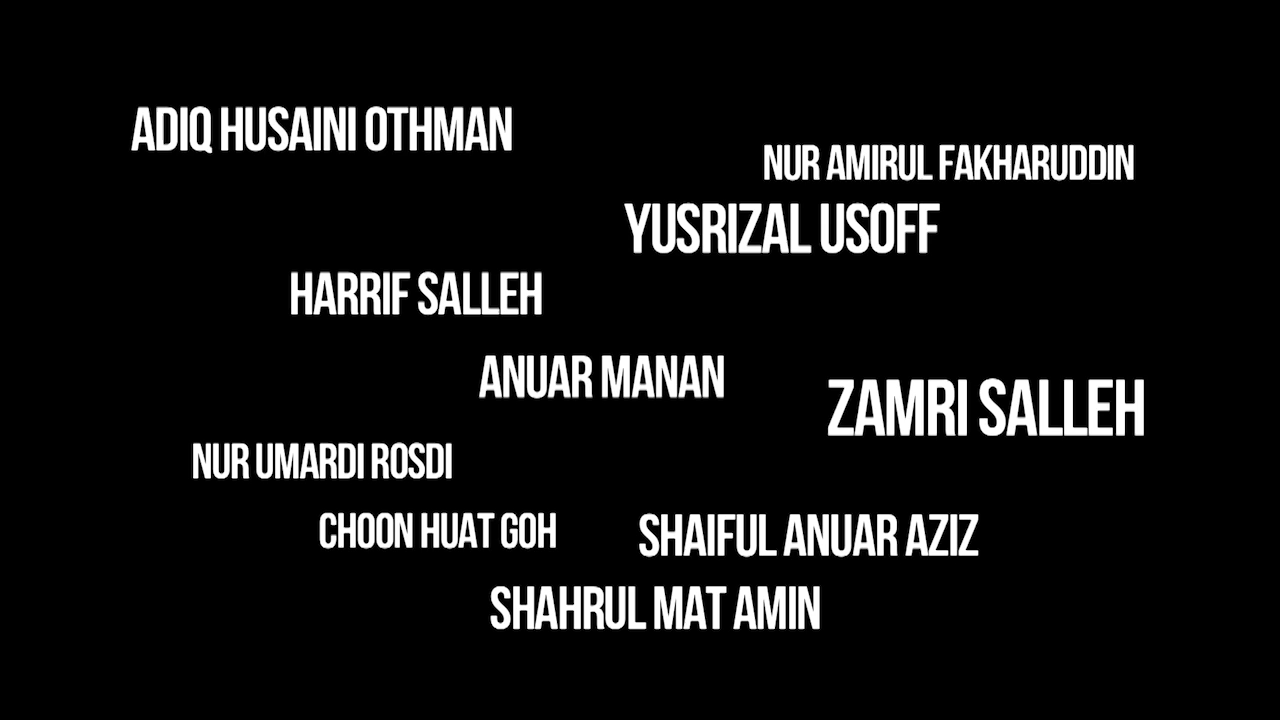 ADIQ HUSAINI OTHMAN
NUR AMIRUL FAKHARUDDIN
YUSRIZAL USOFF
HARRIF SALLEH
ANUAR MANAN
ZAMRI SALLEH
NUR UMARDI ROSDI
CHOON HUAT GOH
SHAIFUL ANUAR AZIZ
SHAHRUL MAT AMIN